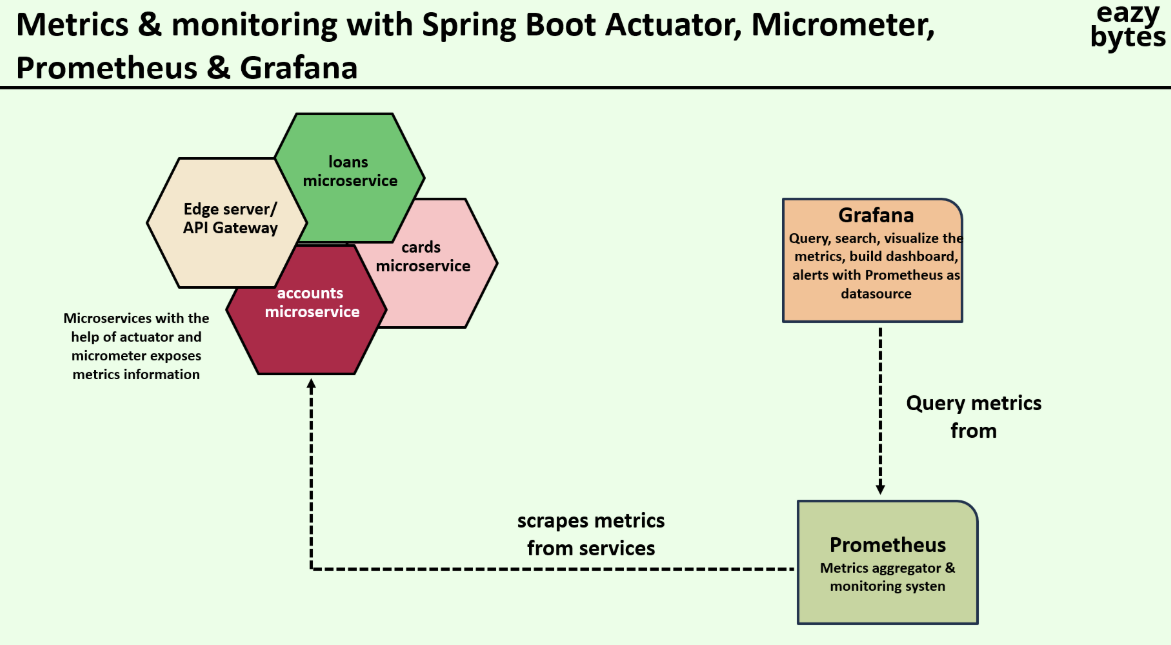 Metrics & monitoring with Spring Boot Actuator, Micrometer,
Prometheus & Grafana
eazy
bytes
loans
microservice
Edge server/
API Gateway
cards
microservice
accounts
microservice
Microservices with the
help of actuator and
micrometer exposes
metrics information
Grafana
Query, search, visualize the
metrics, build dashboard,
alerts with Prometheus as
datasource
Query metrics
from
scrapes metrics
from services
Prometheus
Metrics aggregator &
monitoring systen